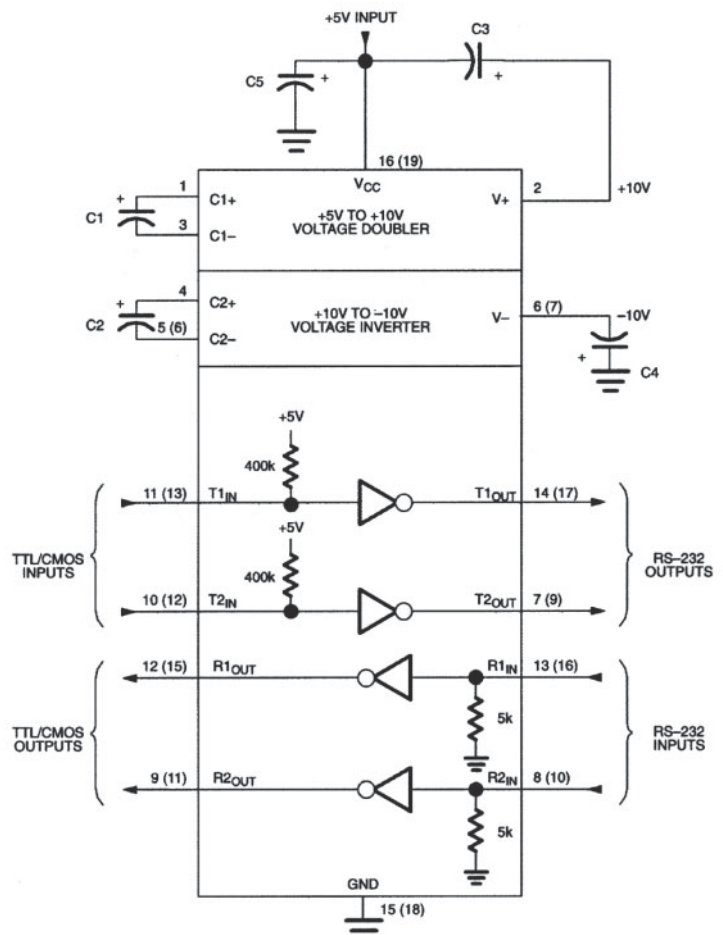 +5V INPUT
C3
C5
+
+
16 (19)
VCC
1
2
+10V
+
C1+
V+
+5V TO +10V
VOLTAGE DOUBLER
C1
3
C1–
4
+
C2+
+10V TO –10V
VOLTAGE INVERTER
6 (7)
–10V
V–
C2
5 (6)
C2–
+
C4
+5V
400k
11 (13)
T1IN
T1OUT
14 (17)
+5V
TTL/CMOS
INPUTS
RS–232
OUTPUTS
400k
10 (12)
T2IN
T2OUT
7 (9)
12 (15)
R1OUT
R1IN
13 (16)
5k
TTL/CMOS
OUTPUTS
RS–232
INPUTS
9 (11)
R2OUT
R2IN
8 (10)
5k
GND
15 (18)